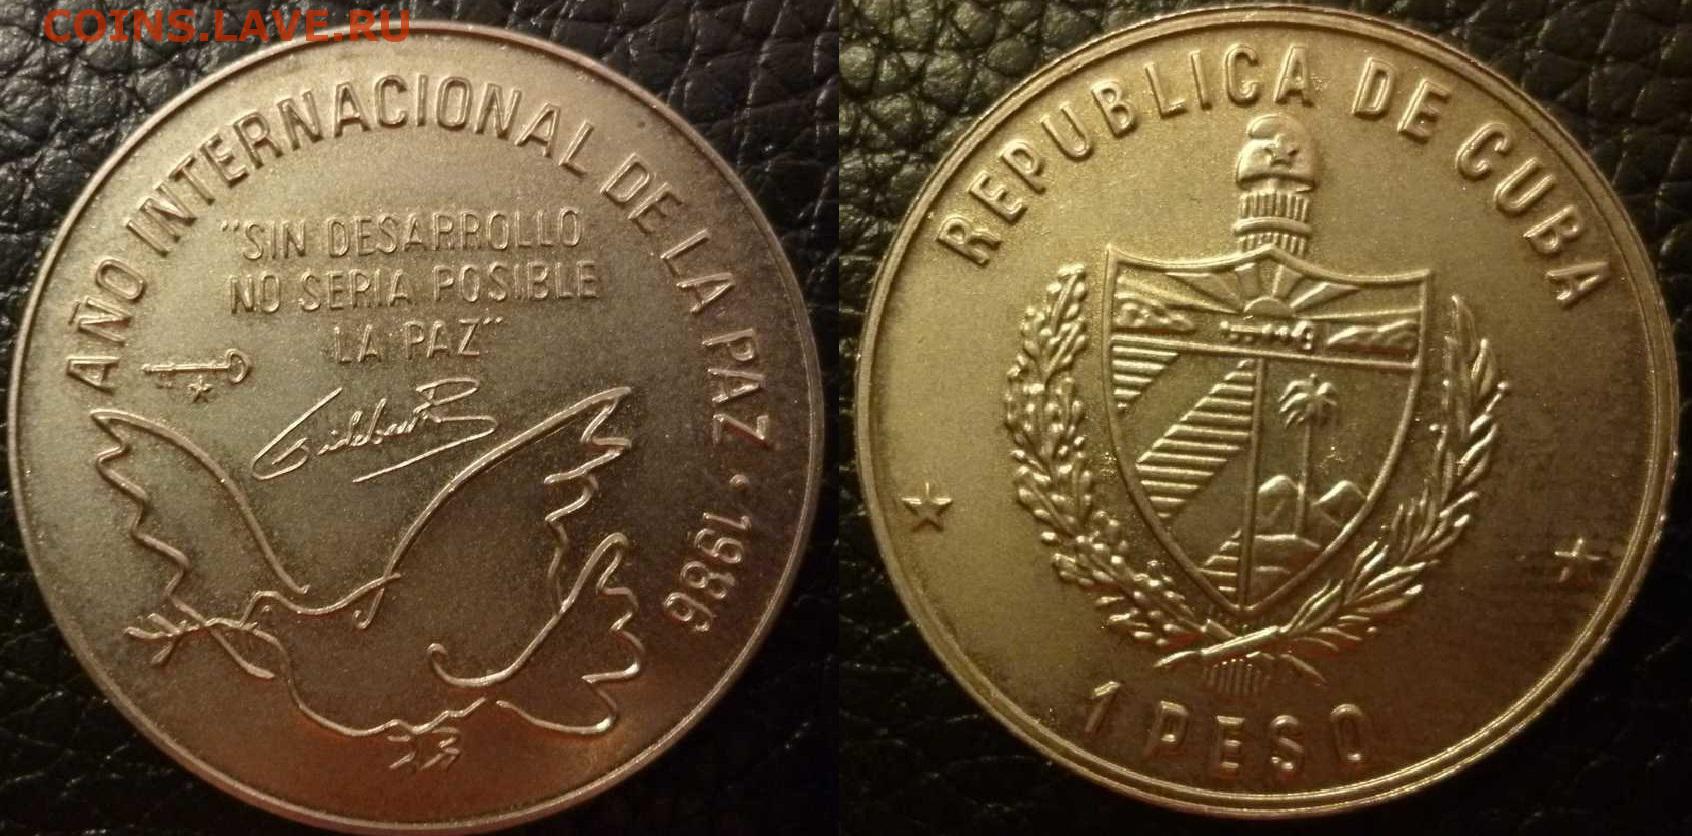 COINS.LAVE.RU
AÑO INTERNACIONAL DE LA PAZ · 1986
"SIN DESARROLLO
NO SERIA POSIBLE
LA PAZ"
REPUBLICA DE CUBA
1 PESO